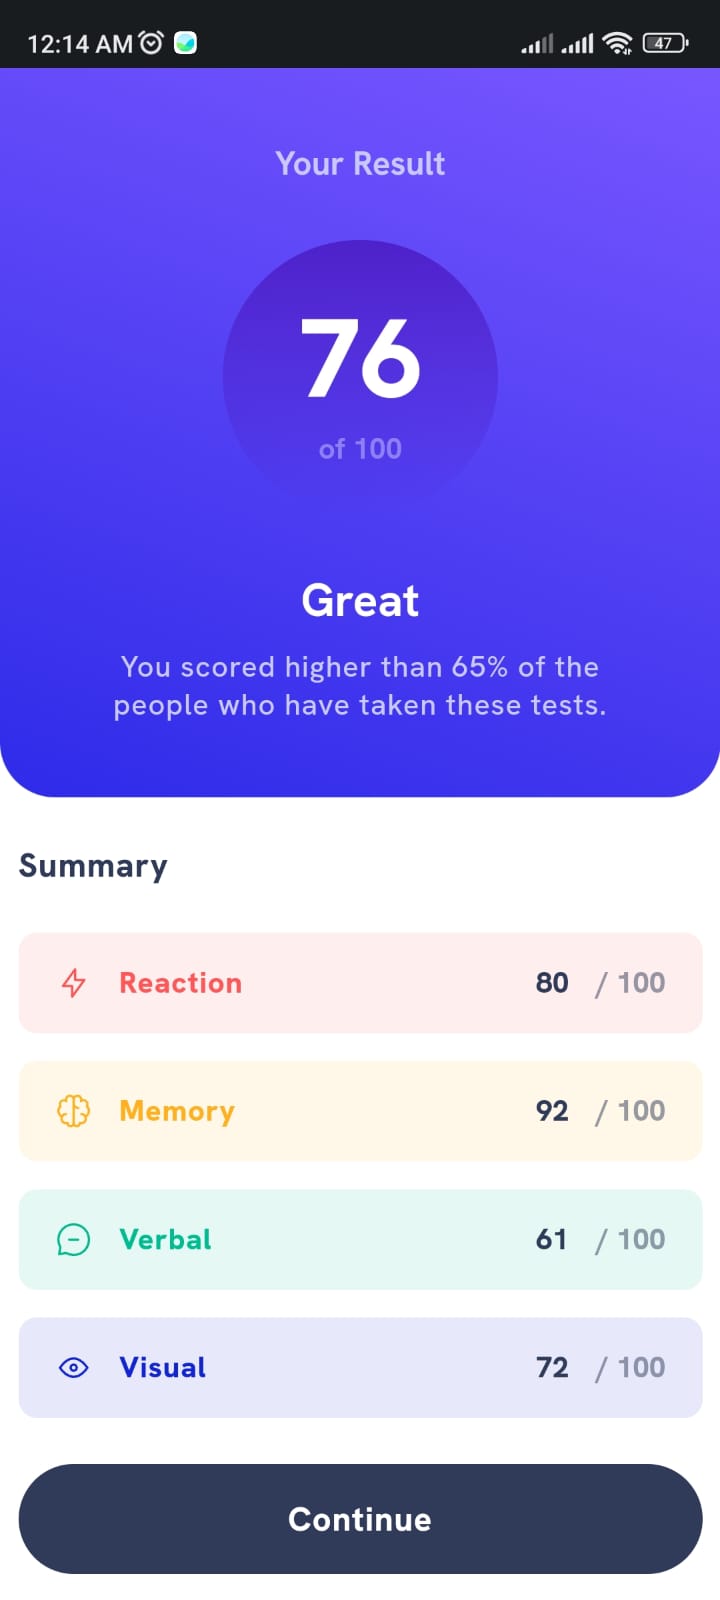 12:14 AM 47
Your Result
76
of 100
Great
You scored higher than 65% of the
people who have taken these tests.
Summary
Reaction 80 / 100
Memory 92 / 100
Verbal 61 / 100
Visual 72 / 100
Continue